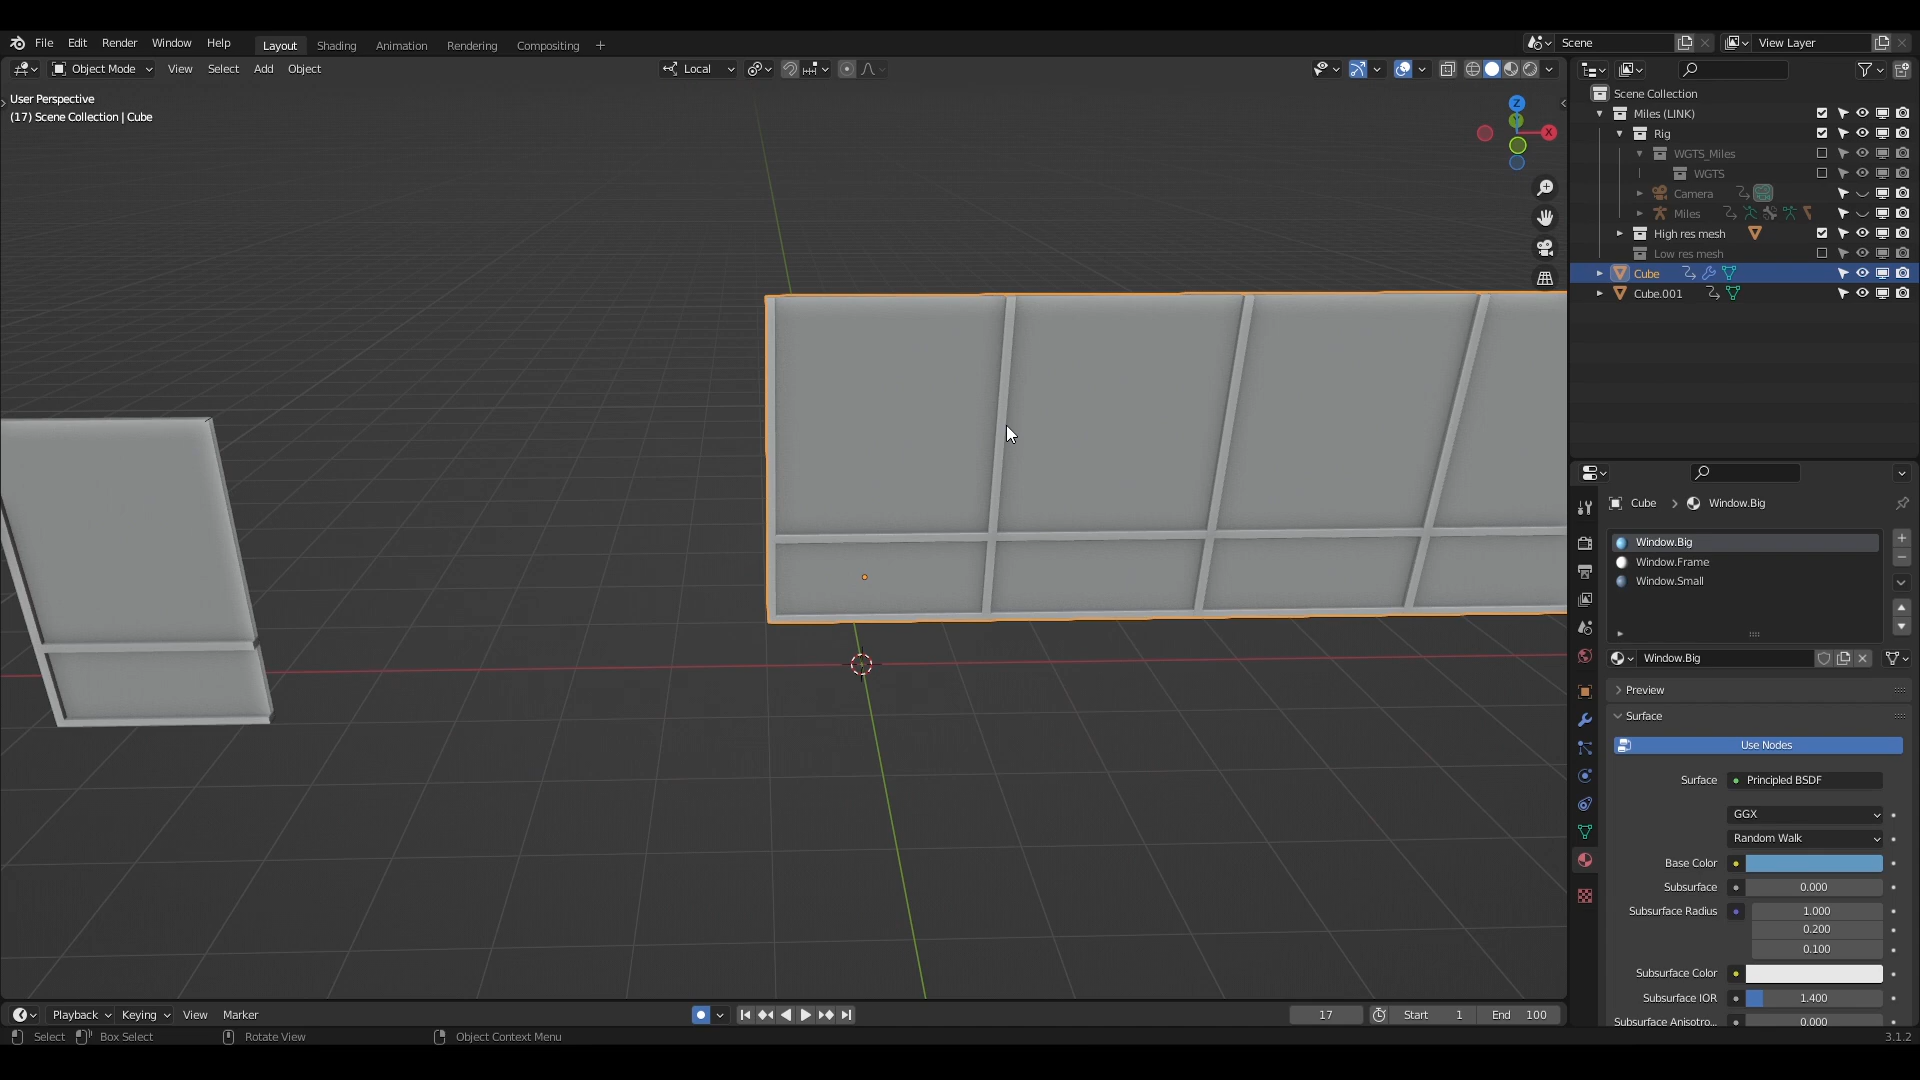 File Edit Render Window Help Layout Shading Animation Rendering Compositing + Scene View Layer
Object Mode View Select Add Object Local
User Perspective
(17) Scene Collection | Cube
Z
X
Scene Collection
Miles (LINK)
Rig
WGTS_Miles
WGTS
Camera
Miles
High res mesh
Low res mesh
Cube
Cube.001
Cube > Window.Big
Window.Big
Window.Frame
Window.Small
Window.Big
Preview
Surface
Use Nodes
Surface Principled BSDF
GGX
Random Walk
Base Color
Subsurface 0.000
Subsurface Radius 1.000
0.200
0.100
Subsurface Color
Subsurface IOR 1.400
Subsurface Anisotro... 0.000
Playback Keying View Marker 17 Start 1 End 100
Select Box Select Rotate View Object Context Menu 3.1.2